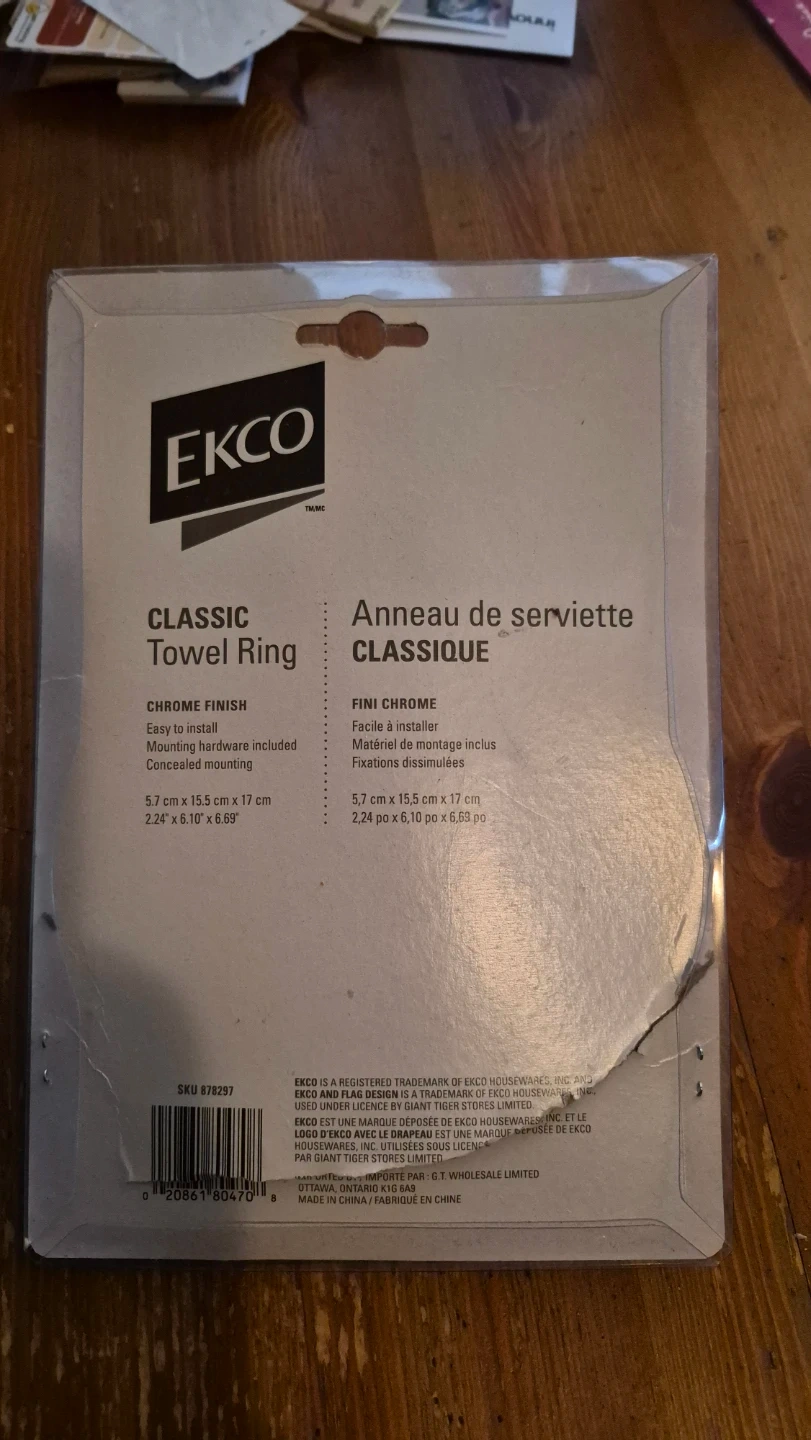 EKCO
TM/MC
CLASSIC
Towel Ring
CHROME FINISH
Easy to install
Mounting hardware included
Concealed mounting
5.7 cm x 15.5 cm x 17 cm
2.24" x 6.10" x 6.69"
Anneau de serviette
CLASSIQUE
FINI CHROME
Facile à installer
Matériel de montage inclus
Fixations dissimulées
5,7 cm x 15,5 cm x 17 cm
2,24 po x 6,10 po x 6,69 po
SKU 878297
0 20861 80470 8
EKCO IS A REGISTERED TRADEMARK OF EKCO HOUSEWARES, INC. AND
EKCO AND FLAG DESIGN IS A TRADEMARK OF EKCO HOUSEWARES, INC.,
USED UNDER LICENCE BY GIANT TIGER STORES LIMITED.
EKCO EST UNE MARQUE DÉPOSÉE DE EKCO HOUSEWARES, INC. ET LE
LOGO D'EKCO AVEC LE DRAPEAU EST UNE MARQUE DÉPOSÉE DE EKCO
HOUSEWARES, INC. UTILISÉES SOUS LICENCE
PAR GIANT TIGER STORES LIMITED.
IMPORTÉ PAR : G.T. WHOLESALE LIMITED
OTTAWA, ONTARIO K1G 6A9
MADE IN CHINA / FABRIQUÉ EN CHINE